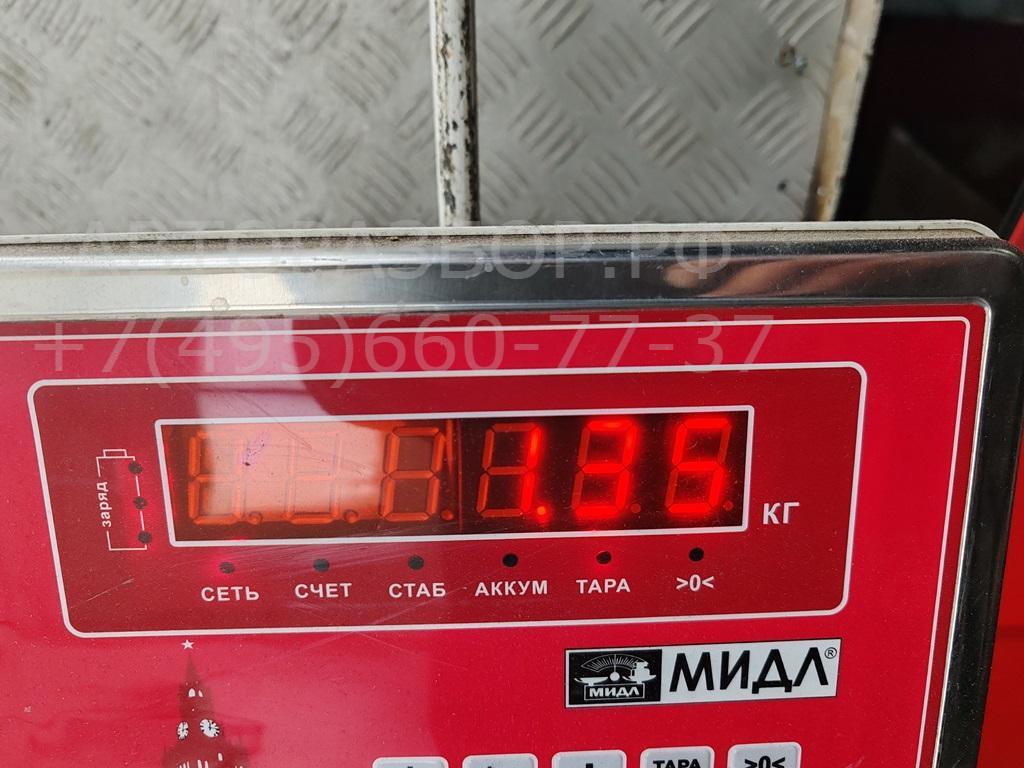 АВТОРАЗБОР.РФ
+7(495)660-77-37
заряд
1.35
КГ
СЕТЬ СЧЕТ СТАБ АККУМ ТАРА >0<
МИДЛ МИДЛ®
ТАРА >0<